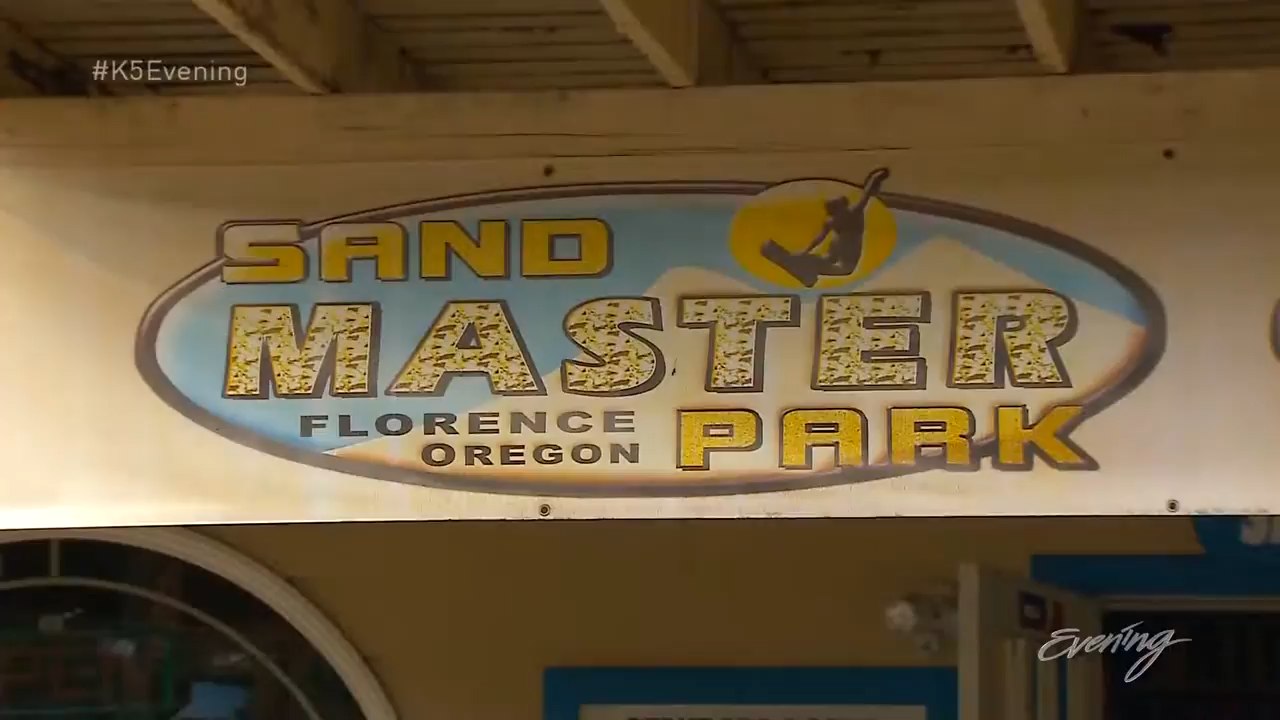 #K5Evening
SAND
MASTER
FLORENCE
OREGON
PARK
Evening